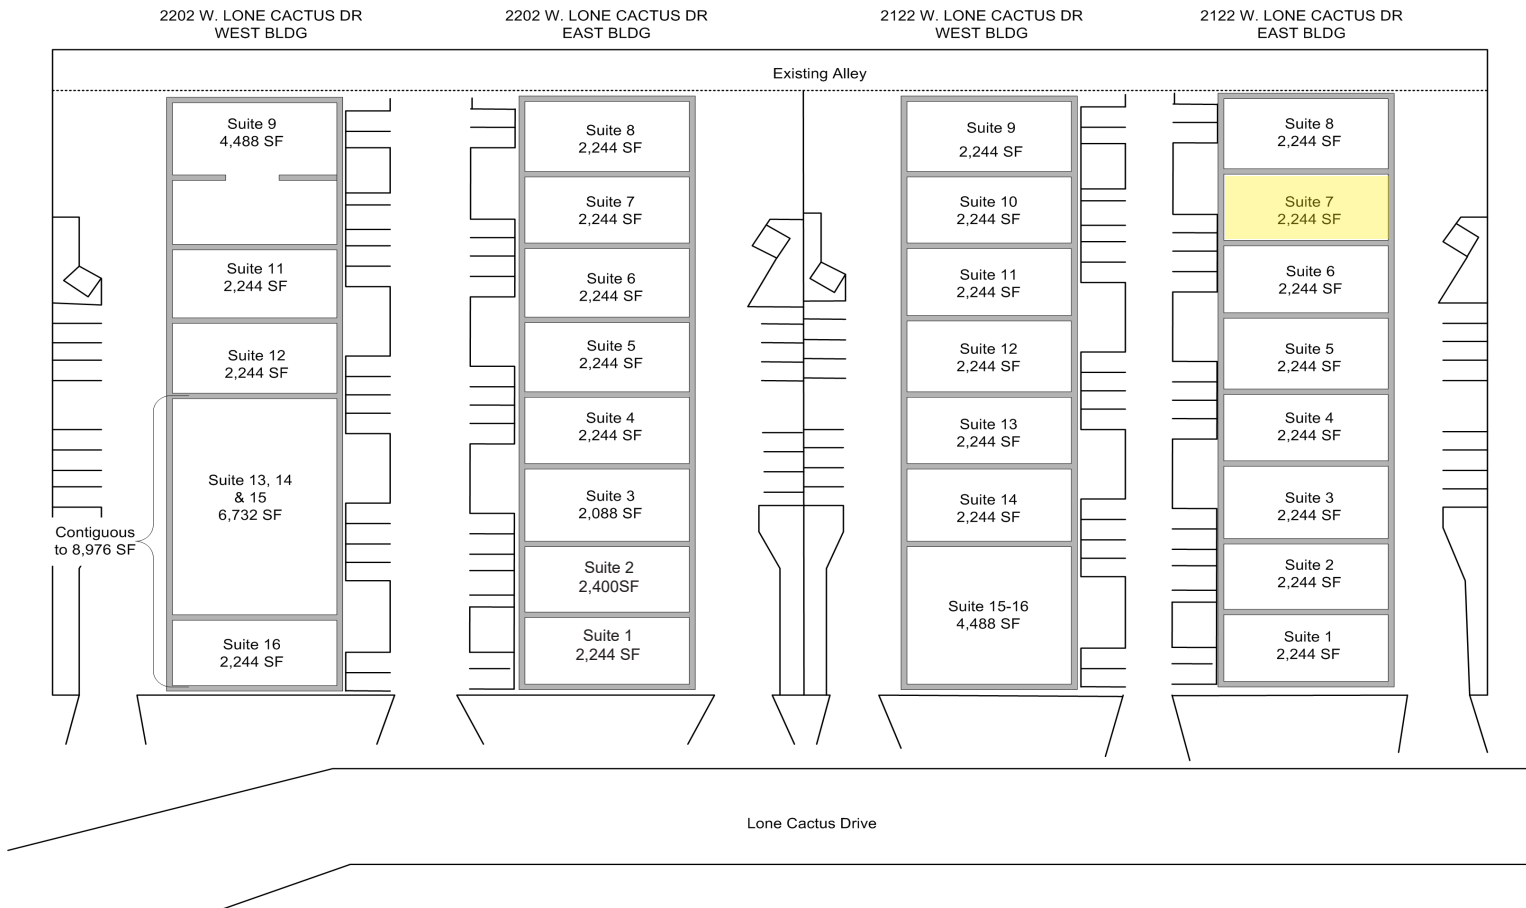 2202 W. LONE CACTUS DR
WEST BLDG
2202 W. LONE CACTUS DR
EAST BLDG
2122 W. LONE CACTUS DR
WEST BLDG
2122 W. LONE CACTUS DR
EAST BLDG
Existing Alley
Suite 9
4,488 SF
Suite 11
2,244 SF
Suite 12
2,244 SF
Suite 13, 14
& 15
6,732 SF
Contiguous
to 8,976 SF
Suite 16
2,244 SF
Suite 8
2,244 SF
Suite 7
2,244 SF
Suite 6
2,244 SF
Suite 5
2,244 SF
Suite 4
2,244 SF
Suite 3
2,088 SF
Suite 2
2,400SF
Suite 1
2,244 SF
Suite 9
2,244 SF
Suite 10
2,244 SF
Suite 11
2,244 SF
Suite 12
2,244 SF
Suite 13
2,244 SF
Suite 14
2,244 SF
Suite 15-16
4,488 SF
Suite 8
2,244 SF
Suite 7
2,244 SF
Suite 6
2,244 SF
Suite 5
2,244 SF
Suite 4
2,244 SF
Suite 3
2,244 SF
Suite 2
2,244 SF
Suite 1
2,244 SF
Lone Cactus Drive